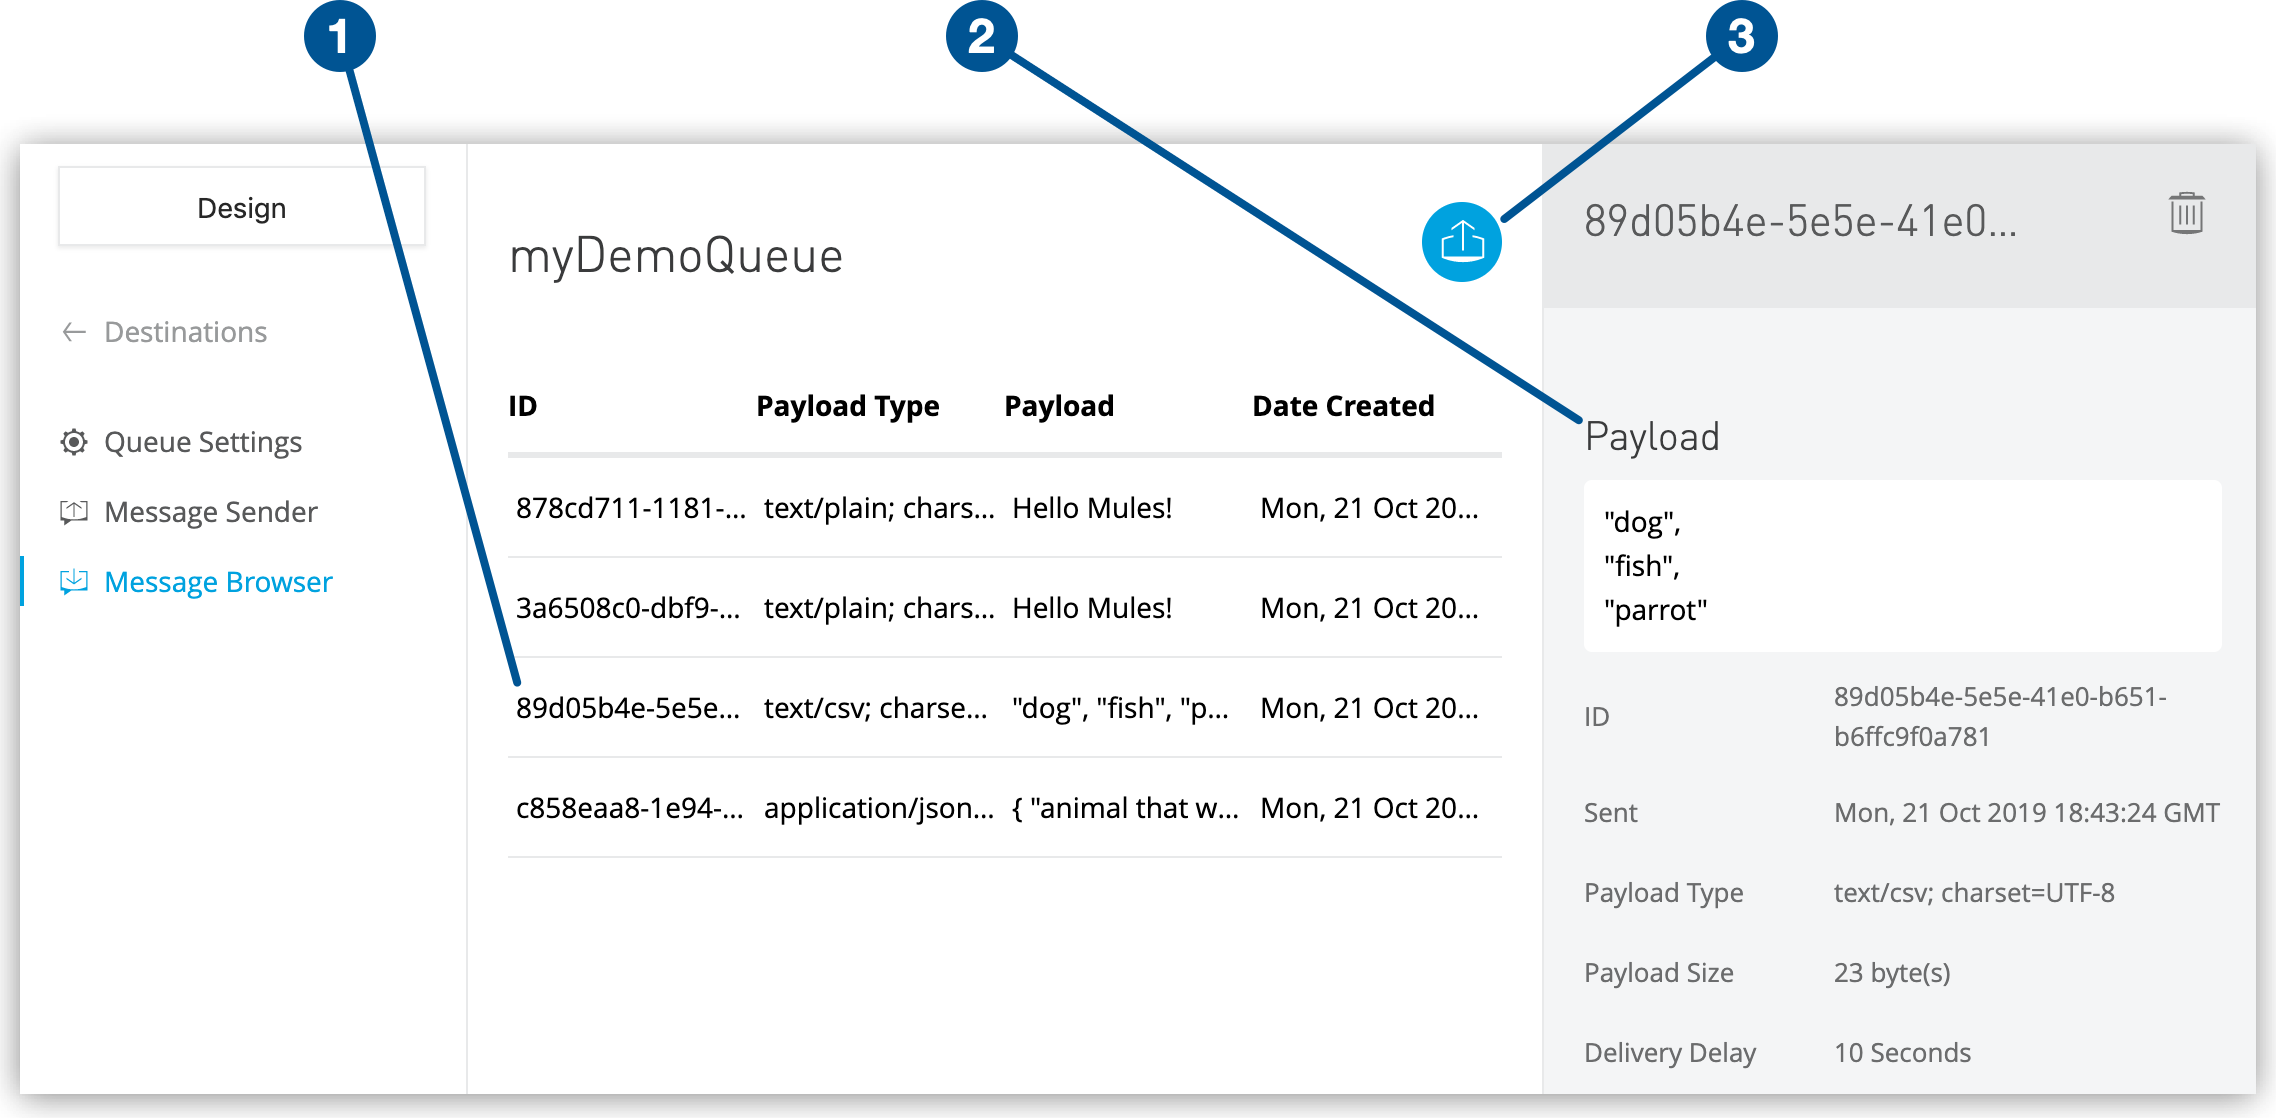 1
2
3
Design
Destinations
Queue Settings
Message Sender
Message Browser
myDemoQueue
ID Payload Type Payload Date Created
878cd711-1181-... text/plain; chars... Hello Mules! Mon, 21 Oct 20...
3a6508c0-dbf9-... text/plain; chars... Hello Mules! Mon, 21 Oct 20...
89d05b4e-5e5e... text/csv; charse... "dog", "fish", "p... Mon, 21 Oct 20...
c858eaa8-1e94-... application/json... { "animal that w... Mon, 21 Oct 20...
89d05b4e-5e5e-41e0...
Payload
"dog",
"fish",
"parrot"
ID 89d05b4e-5e5e-41e0-b651-
b6ffc9f0a781
Sent Mon, 21 Oct 2019 18:43:24 GMT
Payload Type text/csv; charset=UTF-8
Payload Size 23 byte(s)
Delivery Delay 10 Seconds